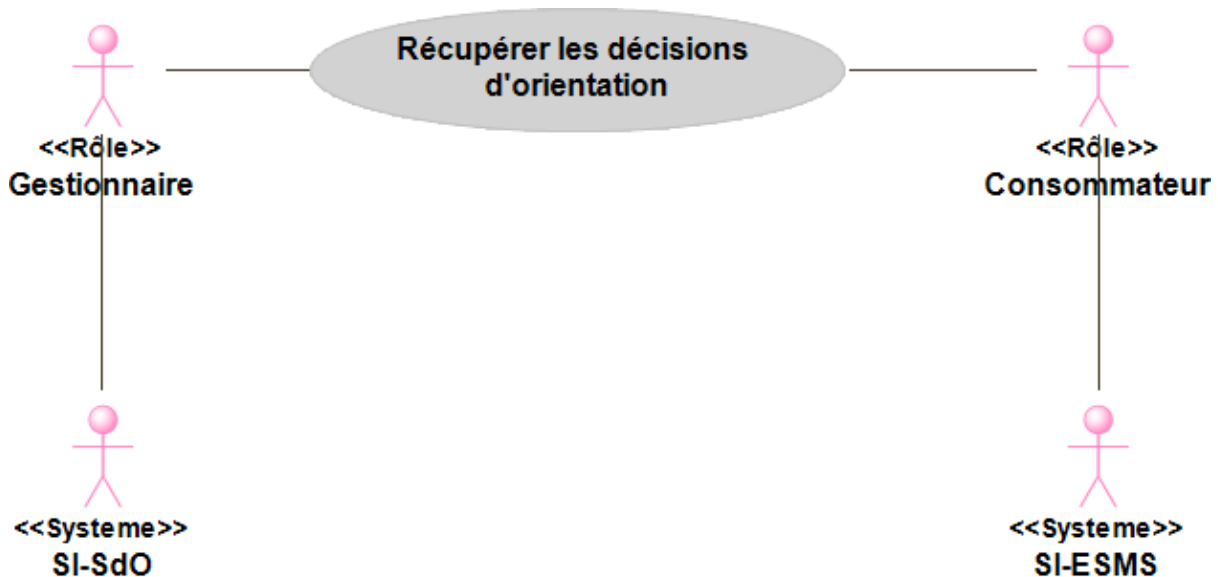 Récupérer les décisions
d'orientation
<<Rôle>>
Gestionnaire
<<Rôle>>
Consommateur
<<Systeme>>
SI-SdO
<<Systeme>>
SI-ESMS